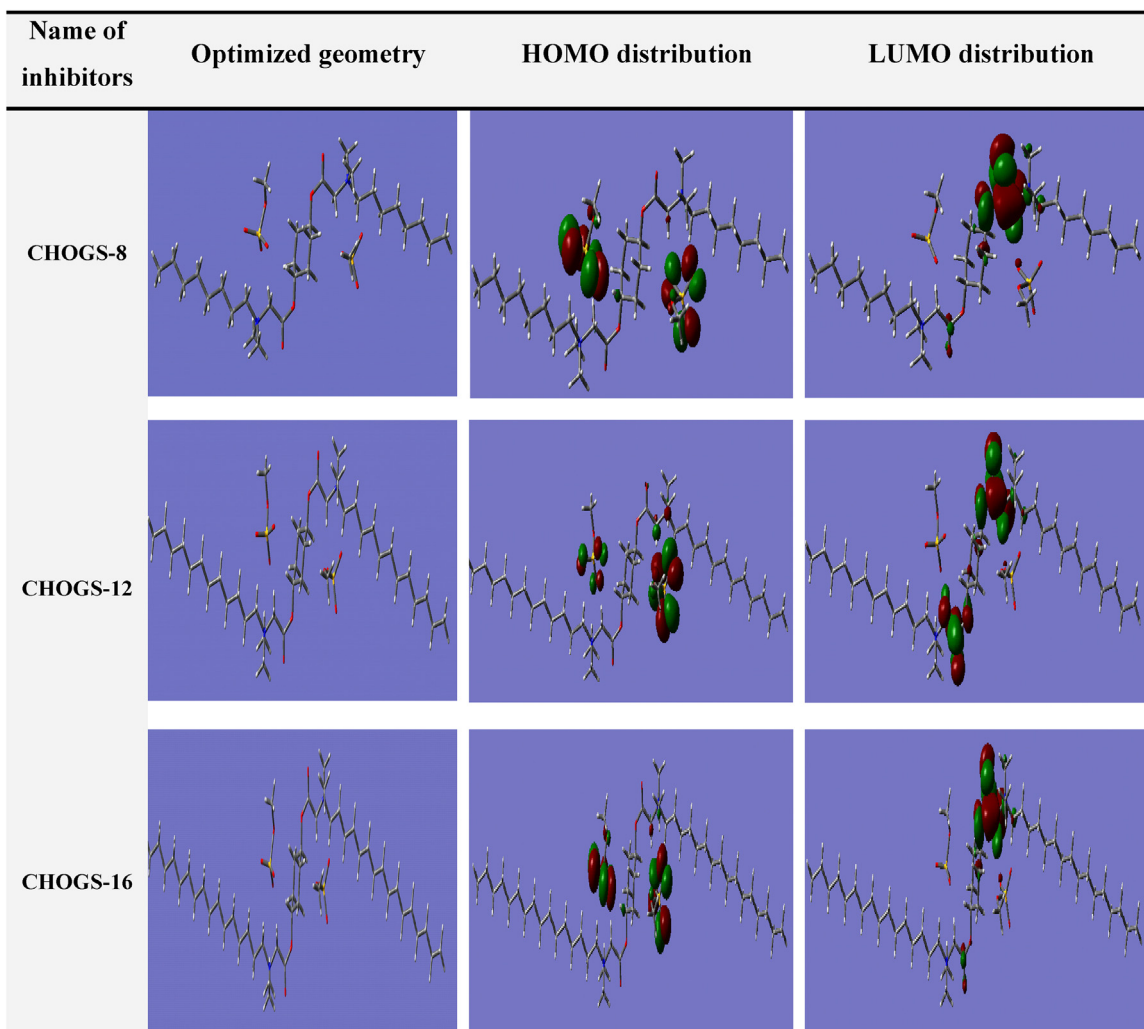 Name of
inhibitors
Optimized geometry
HOMO distribution
LUMO distribution
CHOGS-8
CHOGS-12
CHOGS-16